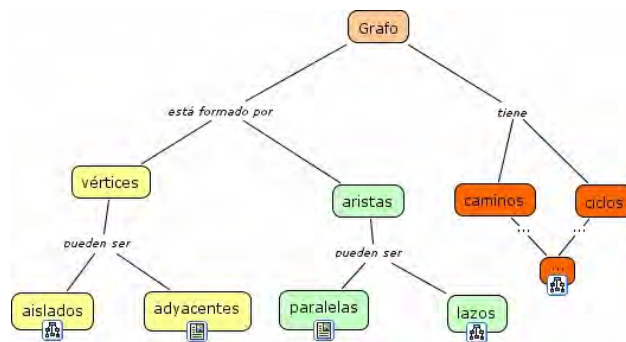 Grafo
está formado por
tiene
vértices
aristas
caminos
ciclos
pueden ser
pueden ser
...
...
...
aislados
adyacentes
paralelas
lazos